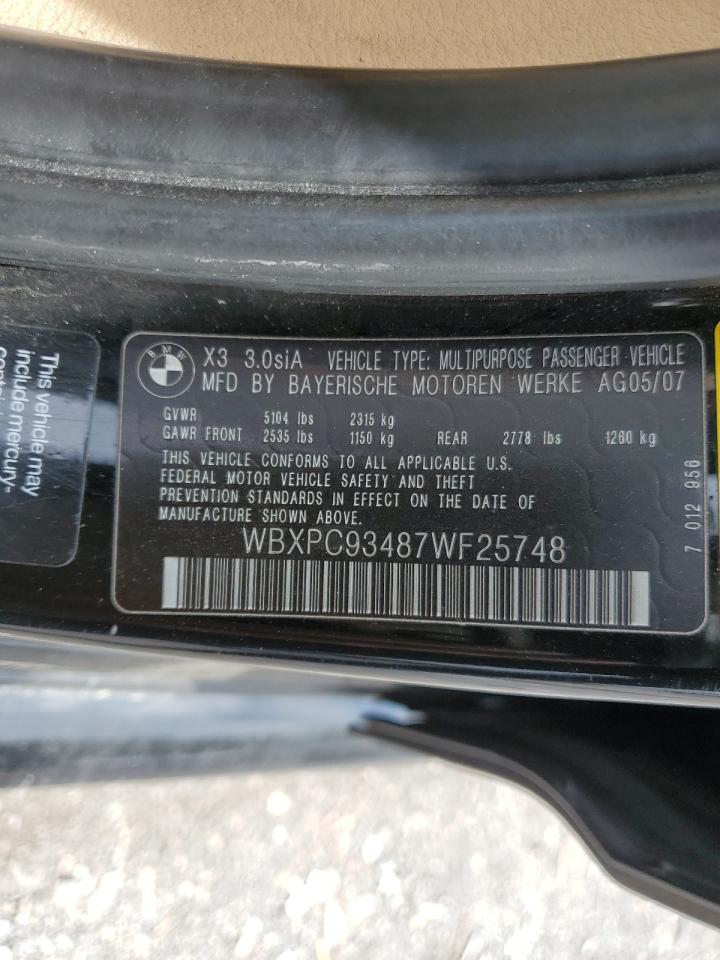 BMW
X3 3.0siA VEHICLE TYPE: MULTIPURPOSE PASSENGER VEHICLE
MFD BY BAYERISCHE MOTOREN WERKE AG05/07
GVWR 5104 lbs 2315 kg
GAWR FRONT 2535 lbs 1150 kg REAR 2778 lbs 1260 kg
THIS VEHICLE CONFORMS TO ALL APPLICABLE U.S.
FEDERAL MOTOR VEHICLE SAFETY AND THEFT
PREVENTION STANDARDS IN EFFECT ON THE DATE OF
MANUFACTURE SHOWN ABOVE.
WBXPC93487WF25748
7 012 956
This vehicle may
include mercury-